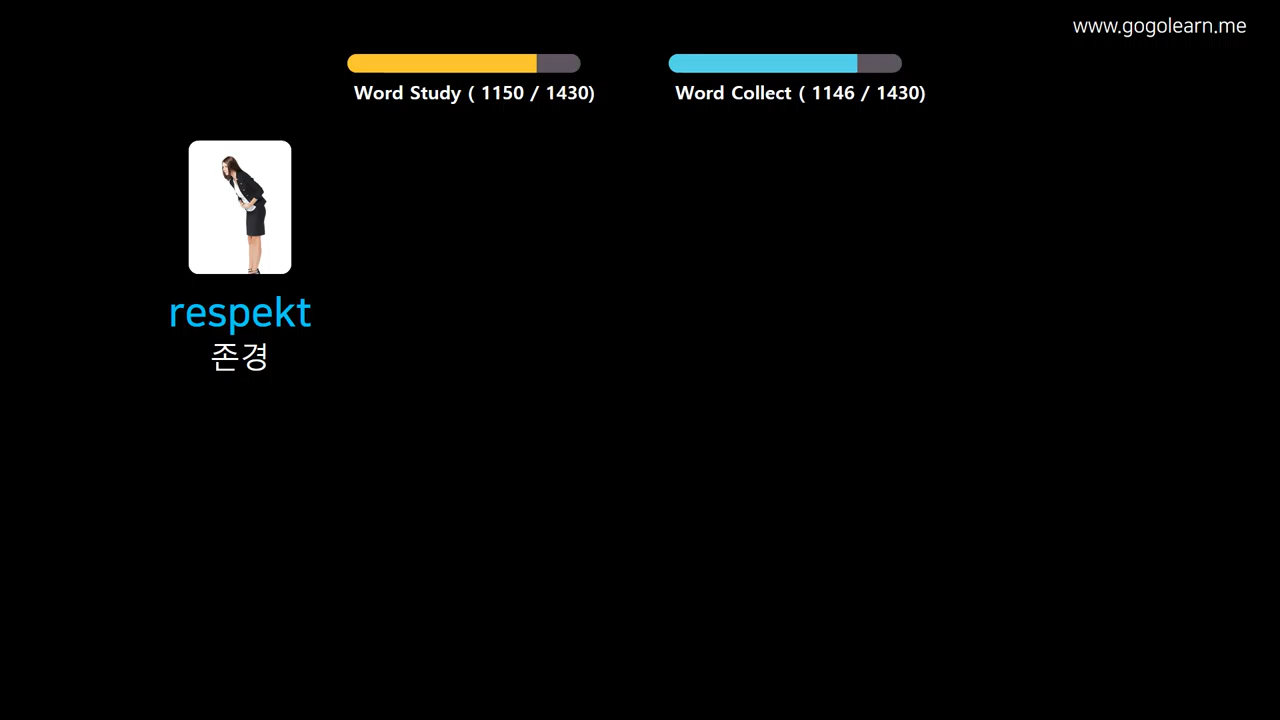 www.gogolearn.me
Word Study ( 1150 / 1430)
Word Collect ( 1146 / 1430)
respekt
존경